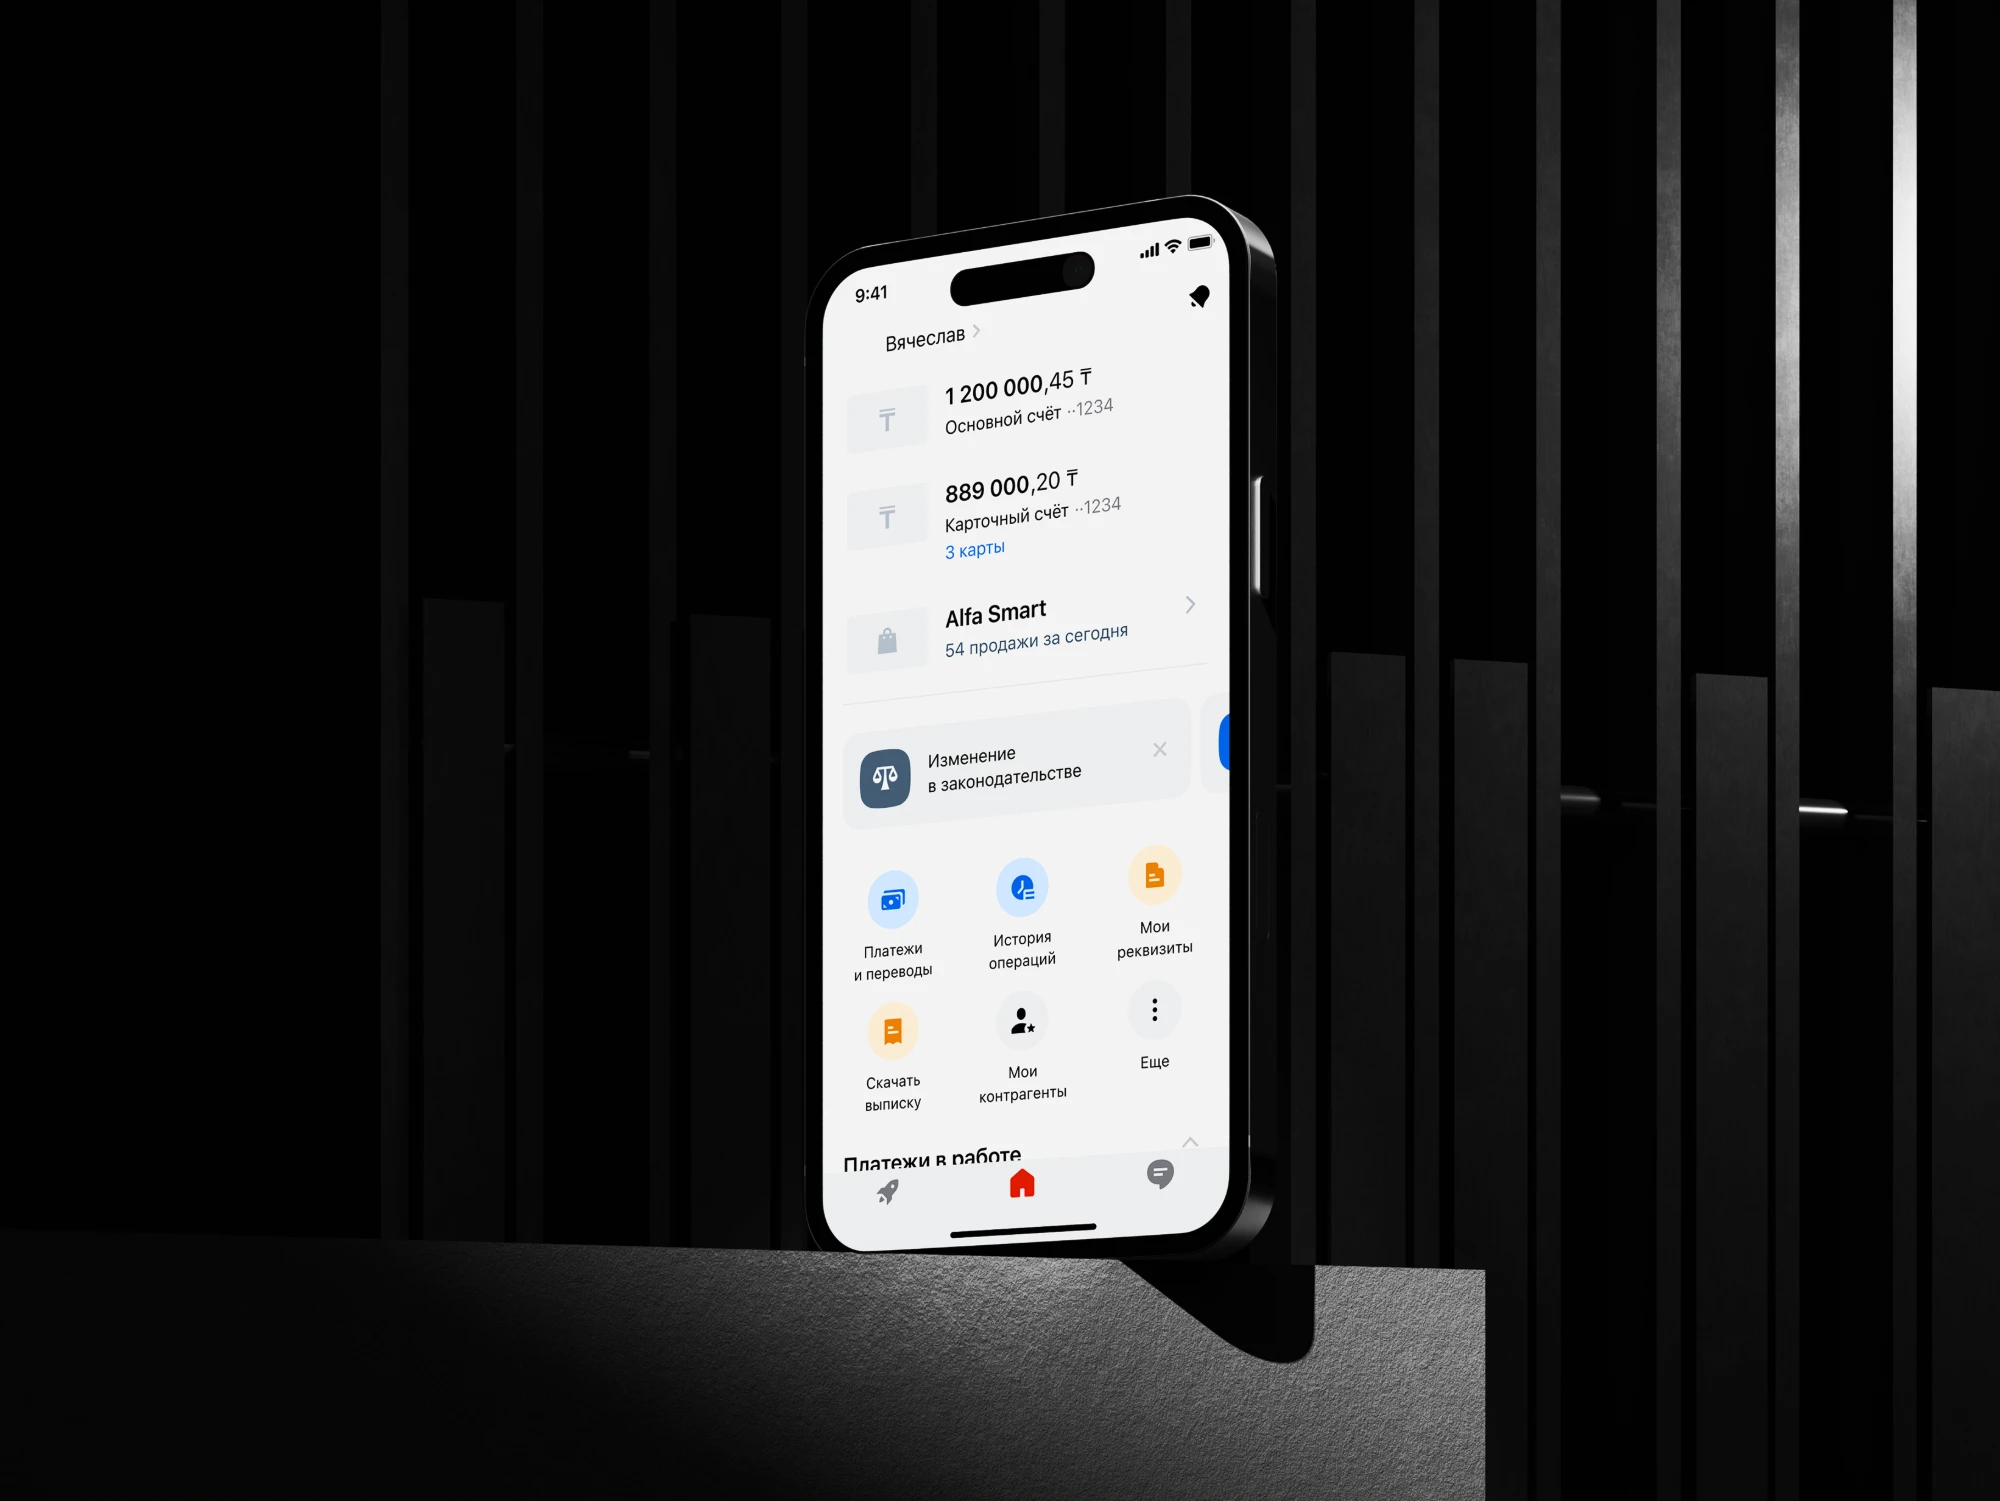 9:41
Вячеслав
1 200 000,45 ₸
Основной счёт ··1234
889 000,20 ₸
Карточный счёт ··1234
3 карты
Alfa Smart
54 продажи за сегодня
Изменение
в законодательстве
Платежи
и переводы
История
операций
Мои
реквизиты
Скачать
выписку
Мои
контрагенты
Еще
Платежи в работе